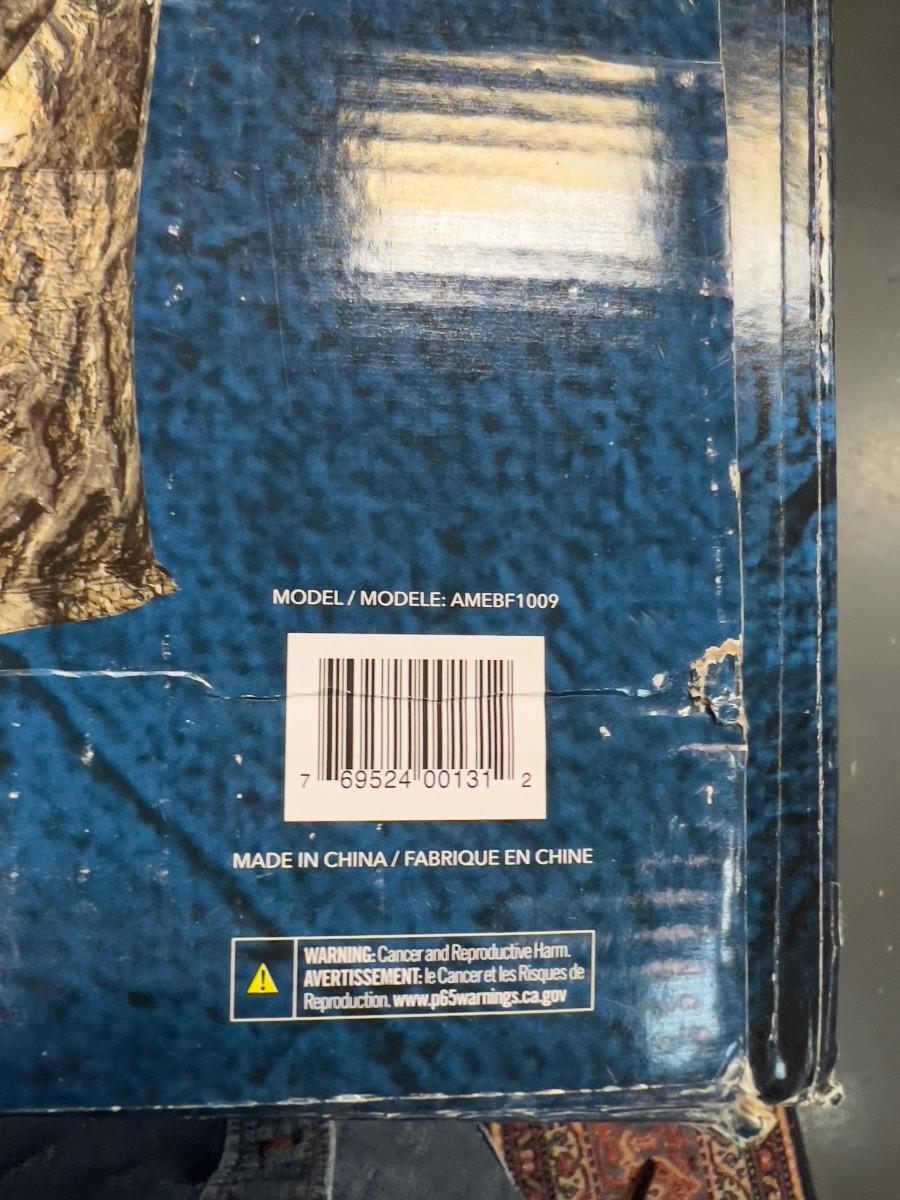 MODEL / MODELE: AMEBF1009
7 69524 00131 2
MADE IN CHINA / FABRIQUE EN CHINE
WARNING: Cancer and Reproductive Harm.
AVERTISSEMENT: le Cancer et les Risques de
Reproduction. www.p65warnings.ca.gov